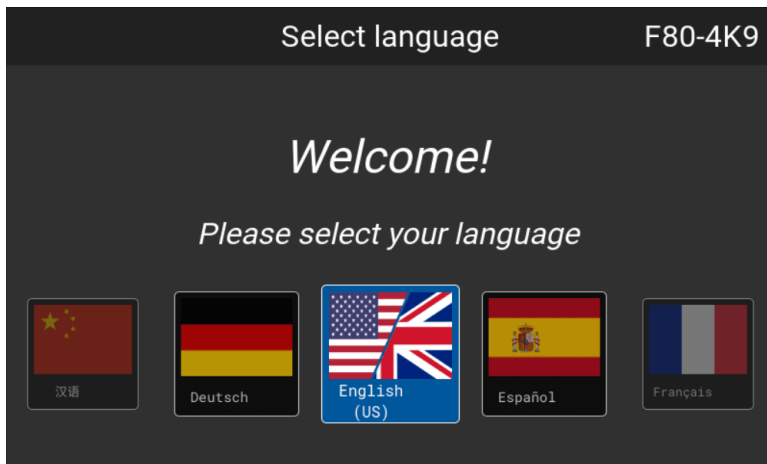 Select language
F80-4K9
Welcome!
Please select your language
汉语
Deutsch
English
(US)
Español
Français